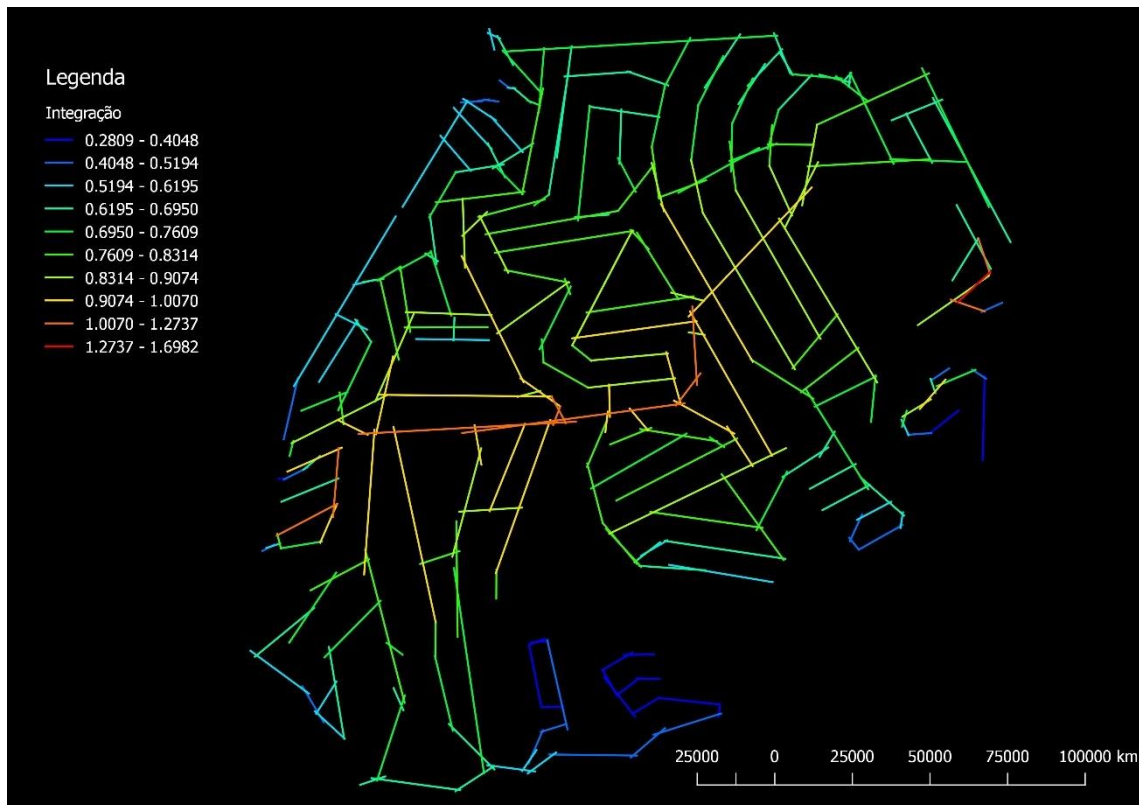 Legenda
Integração
0.2809 - 0.4048
0.4048 - 0.5194
0.5194 - 0.6195
0.6195 - 0.6950
0.6950 - 0.7609
0.7609 - 0.8314
0.8314 - 0.9074
0.9074 - 1.0070
1.0070 - 1.2737
1.2737 - 1.6982
25000 0 25000 50000 75000 100000 km